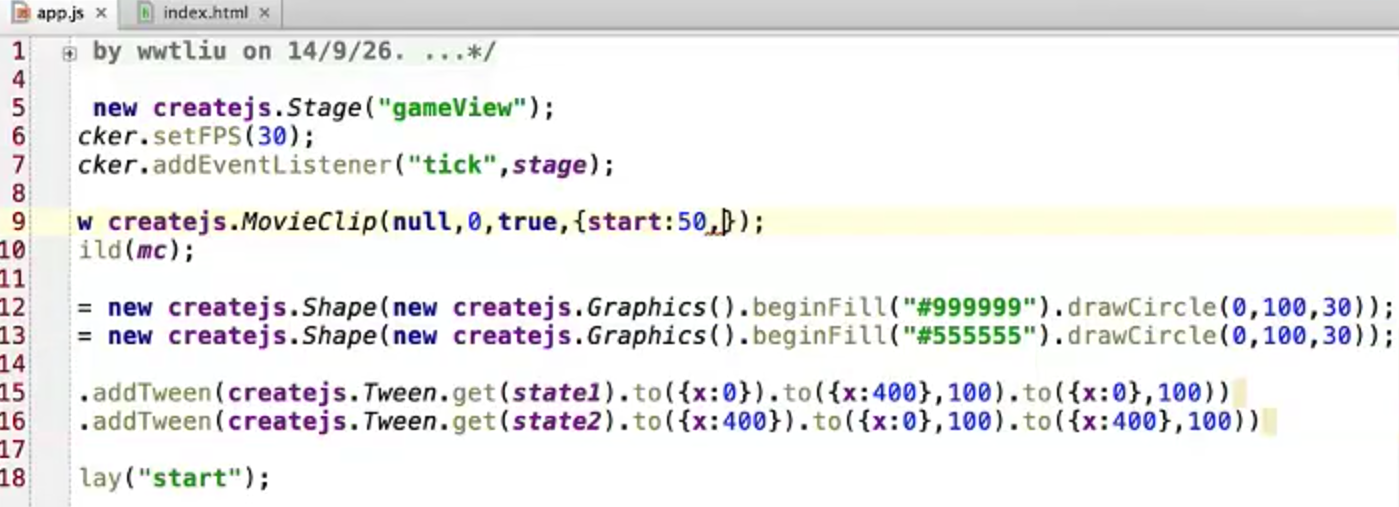 app.js × index.html ×
1 by wwtliu on 14/9/26. ...*/
4
5 new createjs.Stage("gameView");
6 cker.setFPS(30);
7 cker.addEventListener("tick",stage);
8
9 w createjs.MovieClip(null,0,true,{start:50,});
10 ild(mc);
11
12 = new createjs.Shape(new createjs.Graphics().beginFill("#999999").drawCircle(0,100,30));
13 = new createjs.Shape(new createjs.Graphics().beginFill("#555555").drawCircle(0,100,30));
14
15 .addTween(createjs.Tween.get(state1).to({x:0}).to({x:400},100).to({x:0},100))
16 .addTween(createjs.Tween.get(state2).to({x:400}).to({x:0},100).to({x:400},100))
17
18 lay("start");